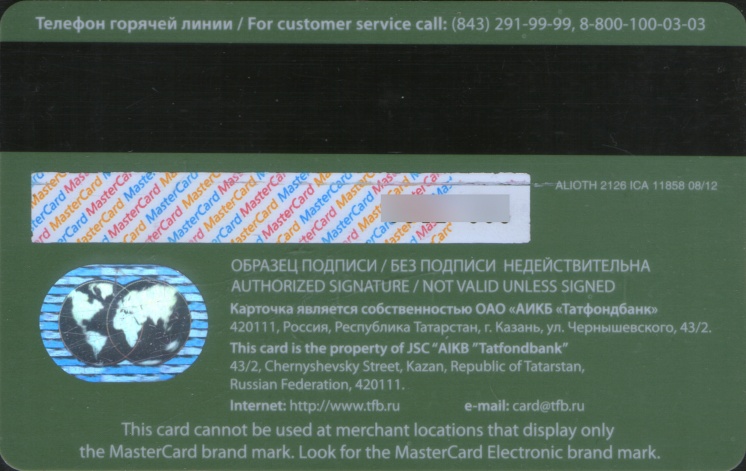 Телефон горячей линии / For customer service call: (843) 291-99-99, 8-800-100-03-03
ALIOTH 2126 ICA 11858 08/12
ОБРАЗЕЦ ПОДПИСИ / БЕЗ ПОДПИСИ НЕДЕЙСТВИТЕЛЬНА
AUTHORIZED SIGNATURE / NOT VALID UNLESS SIGNED
Карточка является собственностью ОАО «АИКБ «Татфондбанк»
420111, Россия, Республика Татарстан, г. Казань, ул. Чернышевского, 43/2.
This card is the property of JSC "AIKB "Tatfondbank"
43/2, Chernyshevsky Street, Kazan, Republic of Tatarstan,
Russian Federation, 420111.
Internet: http://www.tfb.ru e-mail: card@tfb.ru
This card cannot be used at merchant locations that display only
the MasterCard brand mark. Look for the MasterCard Electronic brand mark.